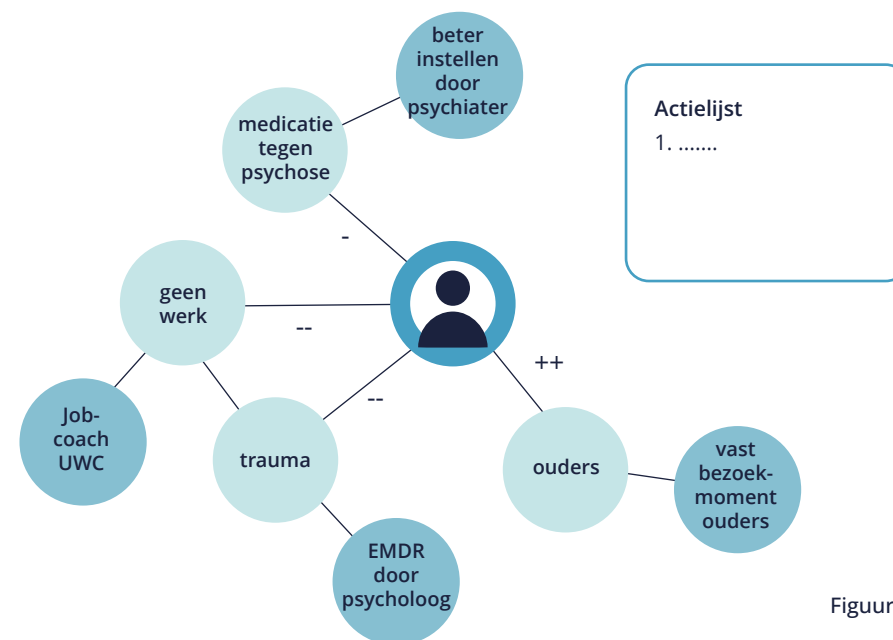 beter
instellen
door
psychiater
medicatie
tegen
psychose
Actielijst
1. .......
-
geen
werk
--
++
--
Job-
coach
UWC
trauma
ouders
vast
bezoek-
moment
ouders
EMDR
door
psycholoog
Figuur